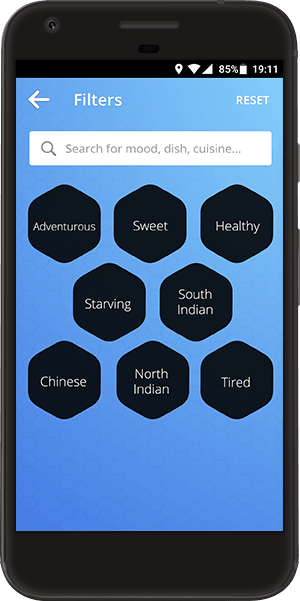 85% 19:11
Filters RESET
Search for mood, dish, cuisine...
Adventurous Sweet Healthy
Starving South
Indian
Chinese North
Indian Tired